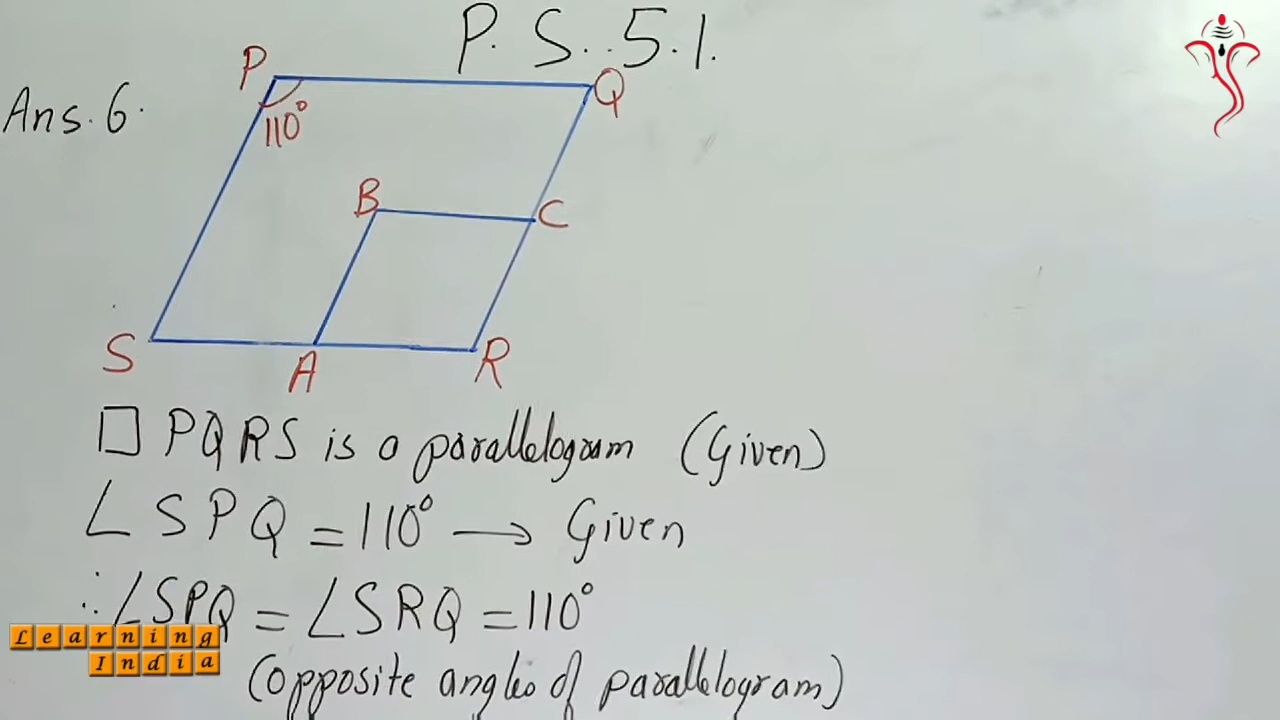 P. S. 5.1.
Ans. 6.
P
Q
110°
B
C
S
A
R
□ PQRS is a parallelogram (Given)
∠SPQ = 110° → Given
∴ ∠SPQ = ∠SRQ = 110°
(opposite angles of parallelogram)
Learning
India